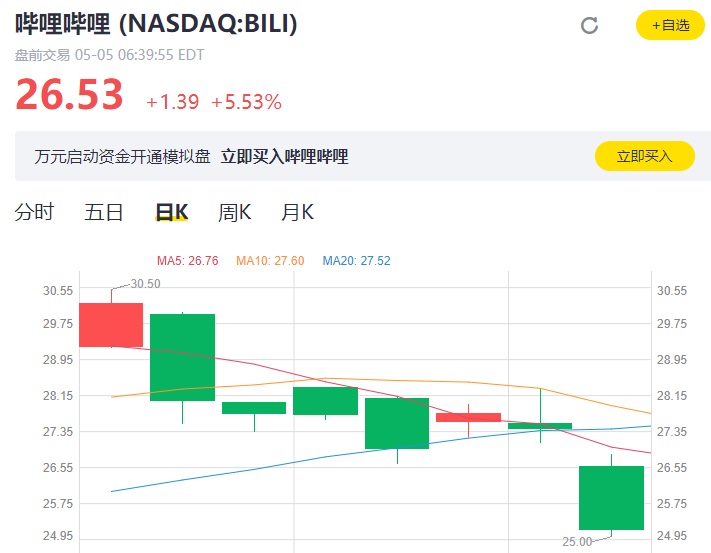 哔哩哔哩 (NASDAQ:BILI)
+自选
盘前交易 05-05 06:39:55 EDT
26.53 +1.39 +5.53%
万元启动资金开通模拟盘 立即买入哔哩哔哩
立即买入
分时 五日 日K 周K 月K
MA5: 26.76 MA10: 27.60 MA20: 27.52
30.50
30.55 30.55
29.75 29.75
28.95 28.95
28.15 28.15
27.35 27.35
26.55 26.55
25.75 25.75
24.95 24.95
25.00